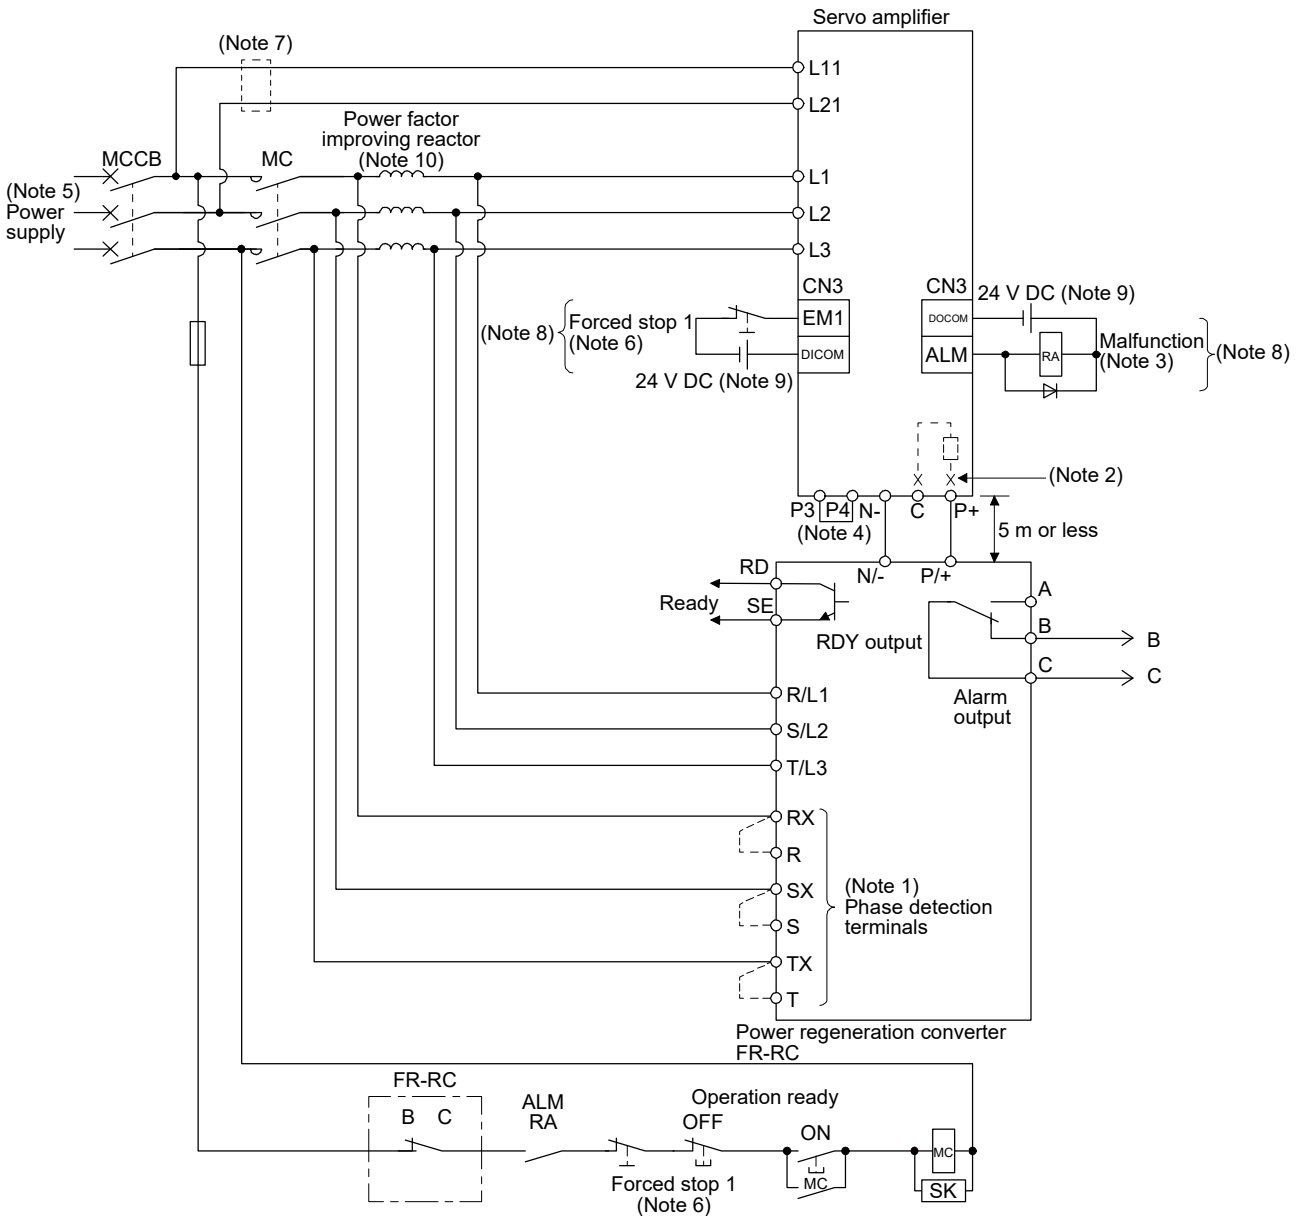 Servo amplifier
(Note 7)
L11
L21
Power factor
improving reactor
(Note 10)
MCCB
MC
(Note 5)
Power
supply
L1
L2
L3
CN3
CN3
24 V DC (Note 9)
(Note 8)
Forced stop 1
(Note 6)
EM1
DICOM
24 V DC (Note 9)
DOCOM
ALM
RA
Malfunction
(Note 3)
(Note 8)
(Note 2)
P3
P4
N-
C
P+
(Note 4)
5 m or less
N/-
P/+
RD
Ready
SE
RDY output
A
B
B
C
C
Alarm
output
R/L1
S/L2
T/L3
RX
R
SX
S
TX
T
(Note 1)
Phase detection
terminals
Power regeneration converter
FR-RC
FR-RC
B
C
ALM
RA
Operation ready
OFF
ON
MC
MC
SK
Forced stop 1
(Note 6)